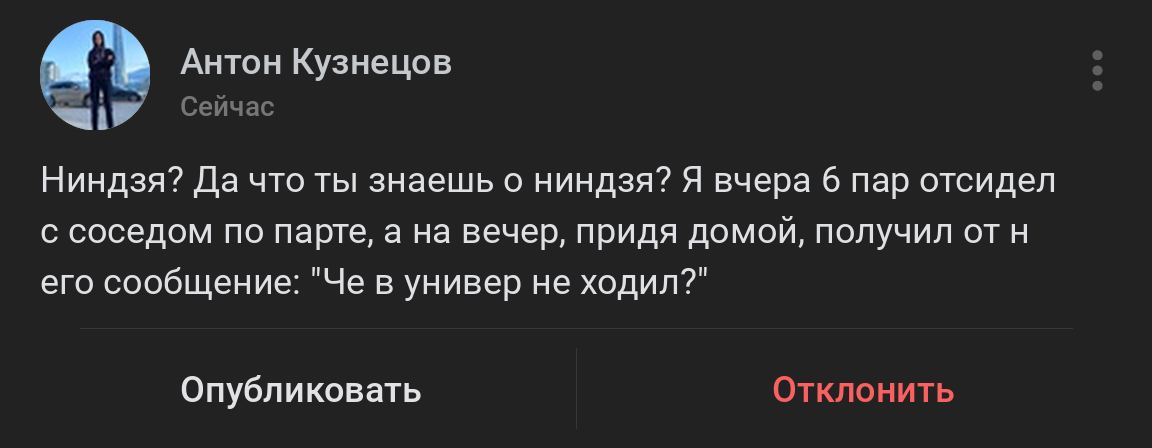 Антон Кузнецов
Сейчас
Ниндзя? Да что ты знаешь о ниндзя? Я вчера 6 пар отсидел
с соседом по парте, а на вечер, придя домой, получил от н
его сообщение: "Че в универ не ходил?"
Опубликовать
Отклонить